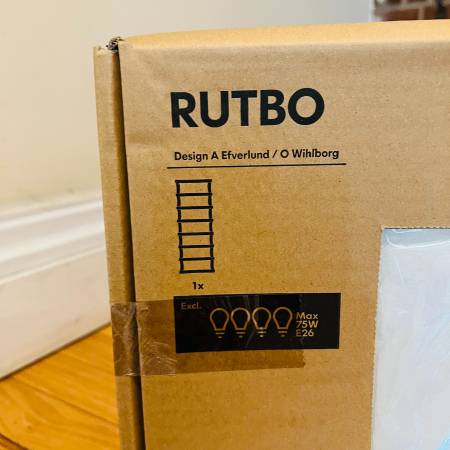 RUTBO
Design A Efverlund / O Wihlborg
1x
Excl.
Max
75W
E26